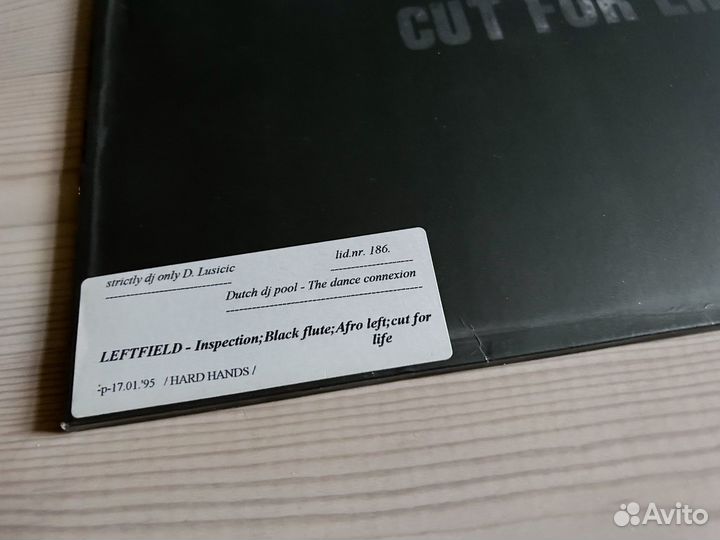 CUT FOR
strictly dj only D. Lusicic
lid.nr. 186.
Dutch dj pool - The dance connexion
LEFTFIELD - Inspection;Black flute;Afro left;cut for
life
:p-17.01.'95 / HARD HANDS /
Avito